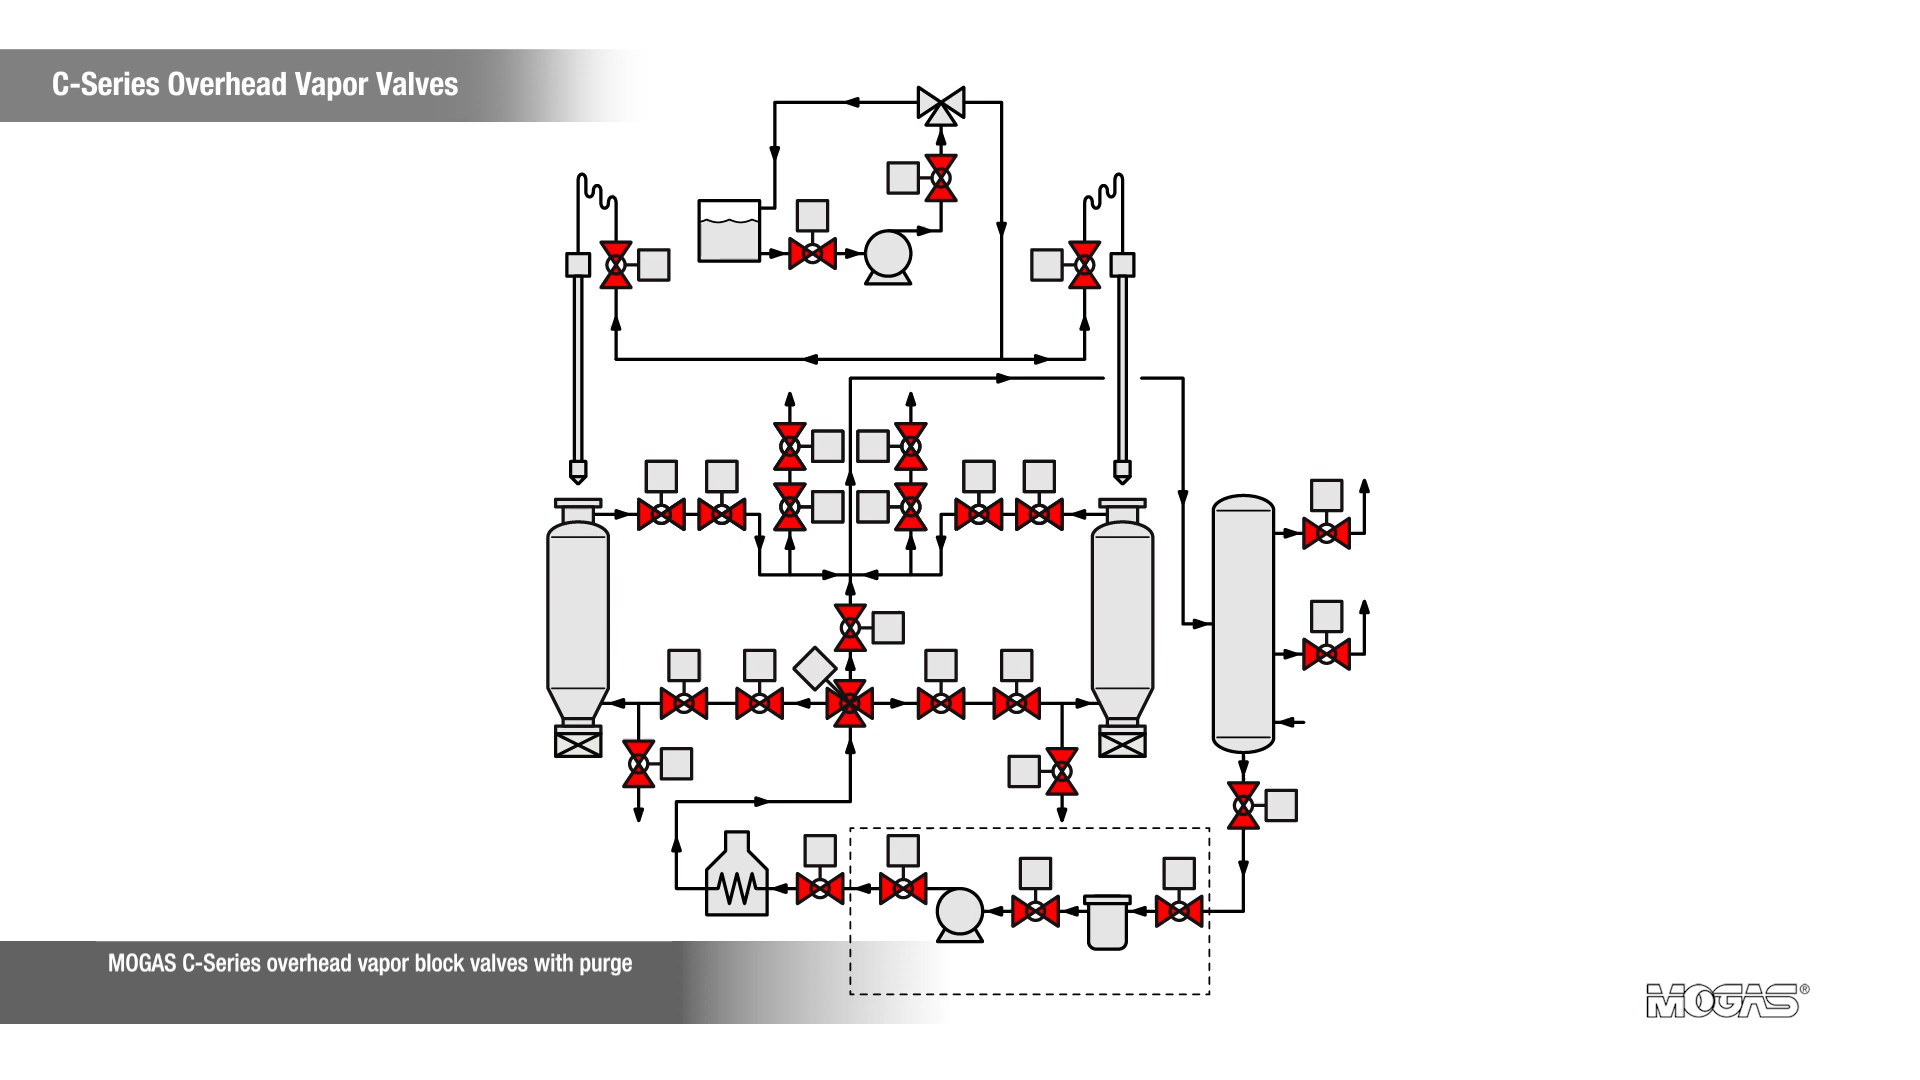 C-Series Overhead Vapor Valves
MOGAS C-Series overhead vapor block valves with purge
MOGAS®